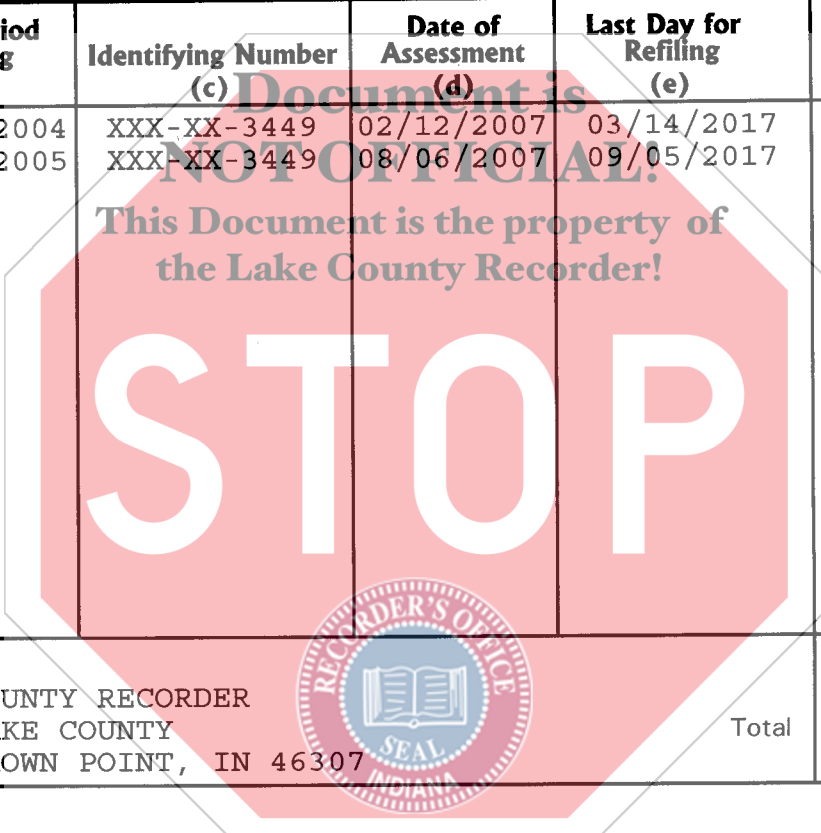 iod
g
Identifying Number
(c)
Date of
Assessment
(d)
Last Day for
Refiling
(e)
Document is
2004 XXX-XX-3449 02/12/2007 03/14/2017
2005 XXX-XX-3449 08/06/2007 09/05/2017
NOT OFFICIAL!
This Document is the property of
the Lake County Recorder!
STOP
RECORDER'S OFFICE
SEAL
INDIANA
UNTY RECORDER
KE COUNTY
OWN POINT, IN 46307
Total